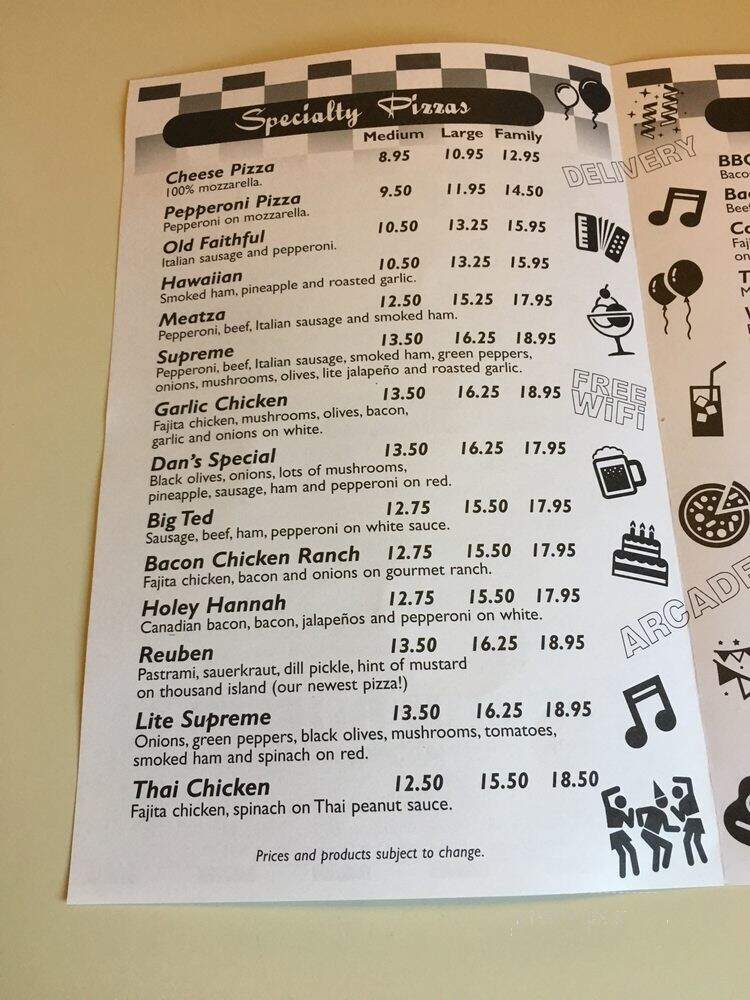 Specialty Pizzas
Medium Large Family
Cheese Pizza 8.95 10.95 12.95
100% mozzarella.
Pepperoni Pizza 9.50 11.95 14.50
Pepperoni on mozzarella.
Old Faithful 10.50 13.25 15.95
Italian sausage and pepperoni.
Hawaiian 10.50 13.25 15.95
Smoked ham, pineapple and roasted garlic.
Meatza 12.50 15.25 17.95
Pepperoni, beef, Italian sausage and smoked ham.
Supreme 13.50 16.25 18.95
Pepperoni, beef, Italian sausage, smoked ham, green peppers,
onions, mushrooms, olives, lite jalapeño and roasted garlic.
Garlic Chicken 13.50 16.25 18.95
Fajita chicken, mushrooms, olives, bacon,
garlic and onions on white.
Dan's Special 13.50 16.25 17.95
Black olives, onions, lots of mushrooms,
pineapple, sausage, ham and pepperoni on red.
Big Ted 12.75 15.50 17.95
Sausage, beef, ham, pepperoni on white sauce.
Bacon Chicken Ranch 12.75 15.50 17.95
Fajita chicken, bacon and onions on gourmet ranch.
Holey Hannah 12.75 15.50 17.95
Canadian bacon, bacon, jalapeños and pepperoni on white.
Reuben 13.50 16.25 18.95
Pastrami, sauerkraut, dill pickle, hint of mustard
on thousand island (our newest pizza!)
Lite Supreme 13.50 16.25 18.95
Onions, green peppers, black olives, mushrooms, tomatoes,
smoked ham and spinach on red.
Thai Chicken 12.50 15.50 18.50
Fajita chicken, spinach on Thai peanut sauce.
Prices and products subject to change.
DELIVERY
FREE
WiFi
ARCADE
BBQ
on